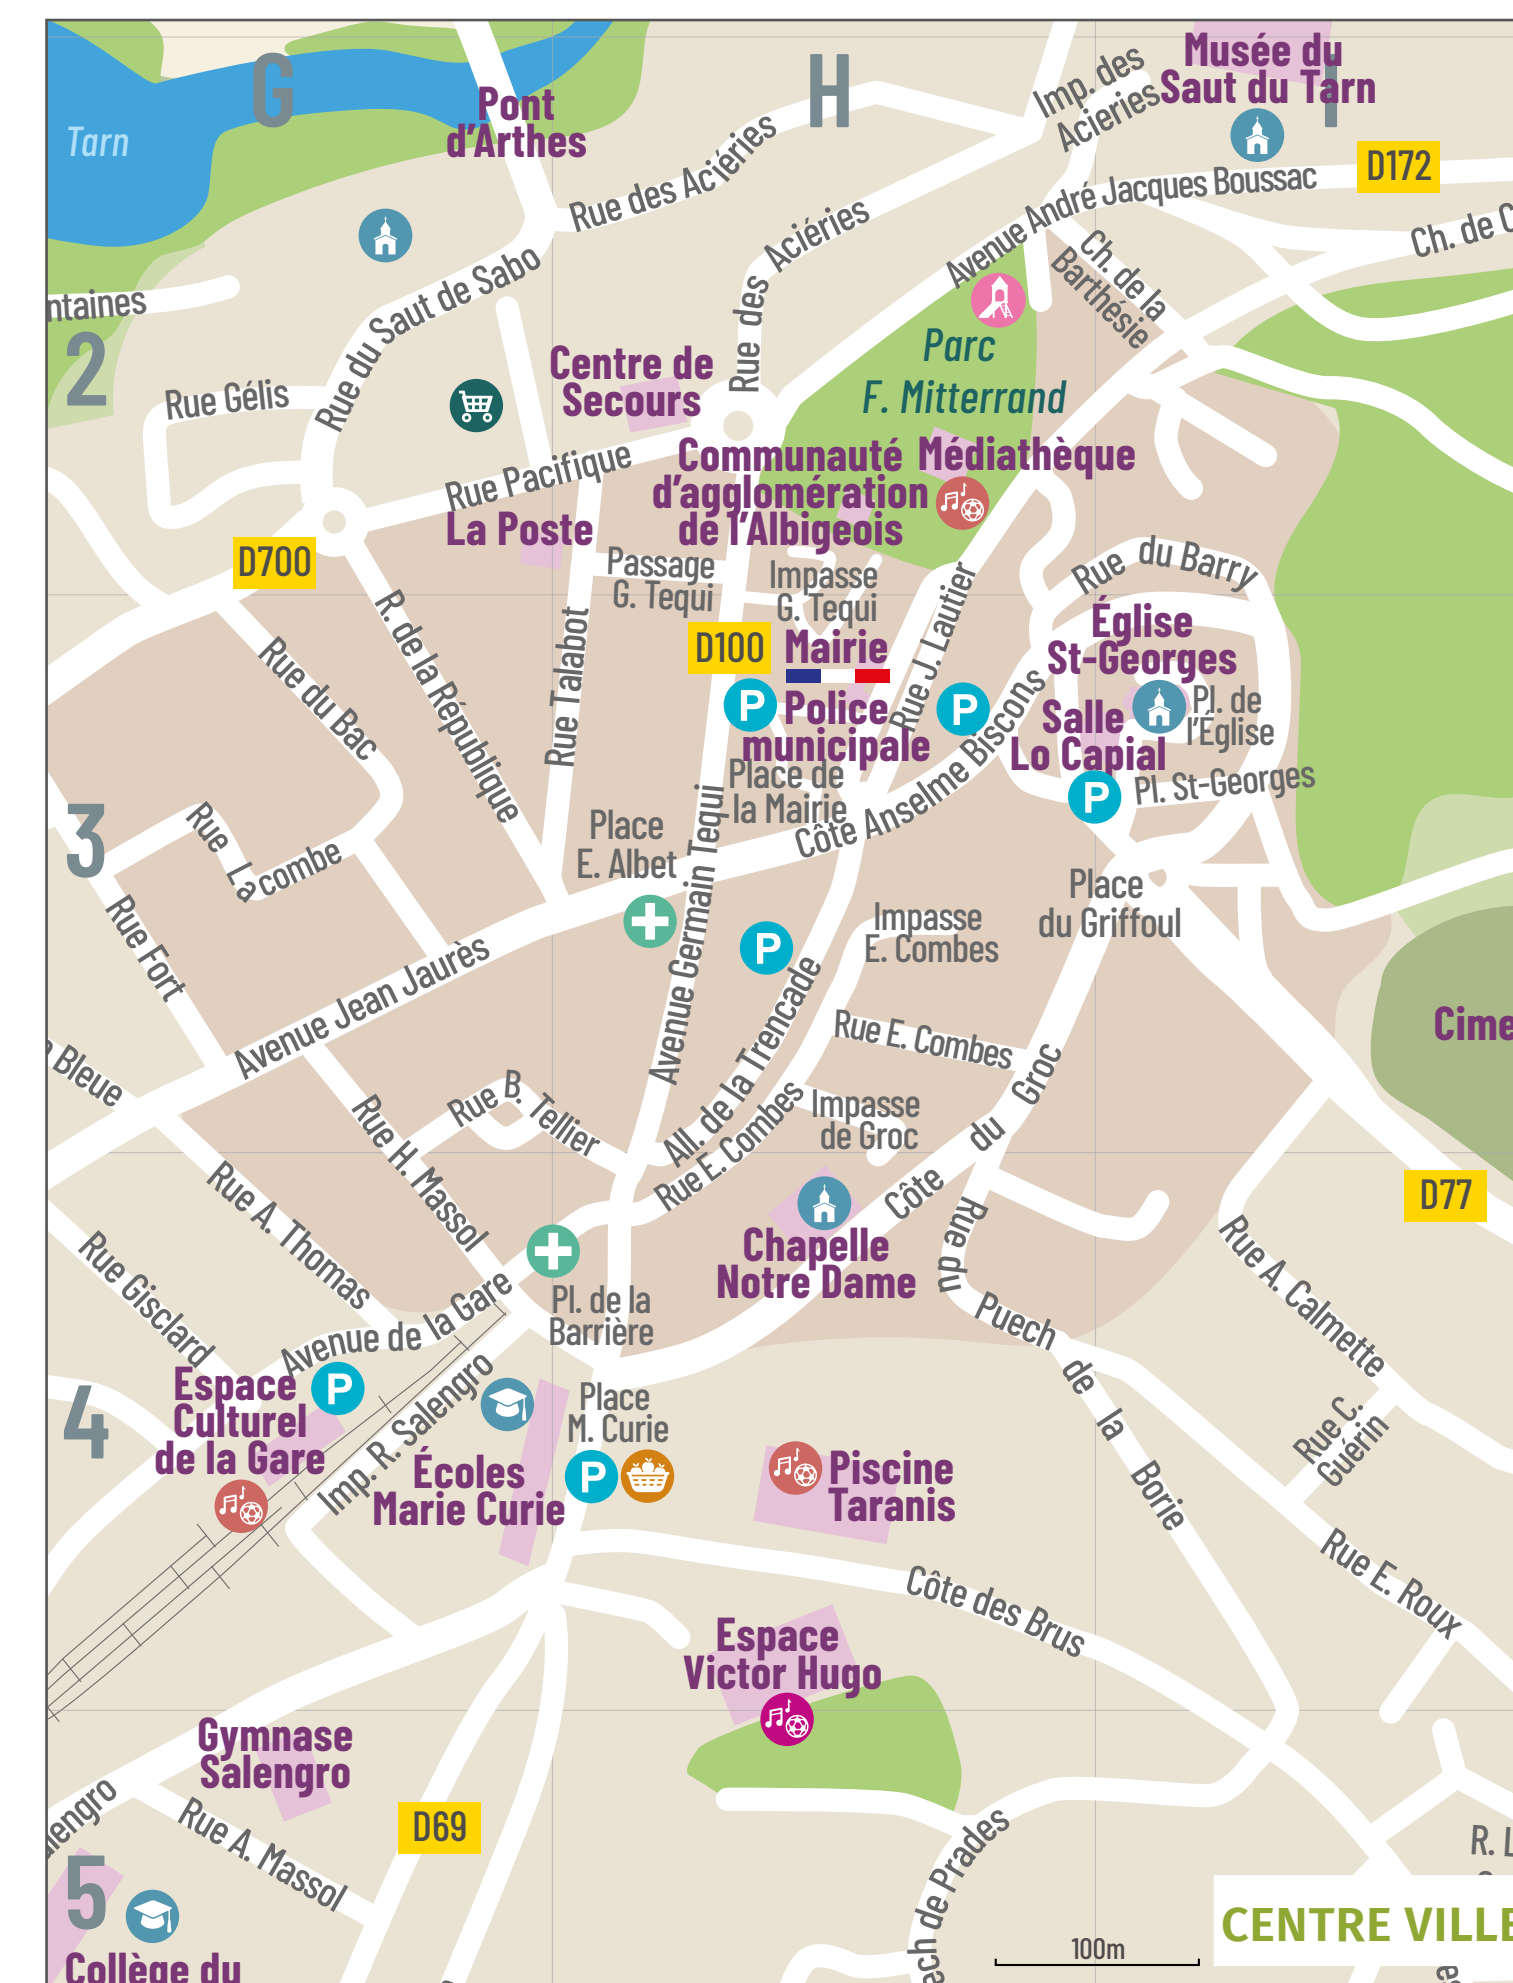 G
H
I
Musée du
Saut du Tarn
Imp. des
Acieries
Pont
d'Arthes
Tarn
Rue des Aciéries
D172
Avenue André Jacques Boussac
Rue des Aciéries
Ch. de C
Ch. de la
Barthésie
ntaines
Rue du Saut de Sabo
2
Parc
F. Mitterrand
Centre de
Secours
Rue Gélis
Rue Pacifique
Communauté
d'agglomération
de l'Albigeois
Médiathèque
La Poste
D700
Passage
G. Tequi
Impasse
G. Tequi
Rue du Barry
Église
St-Georges
R. de la République
Rue du Bac
Rue Talabot
D100
Mairie
Rue J. Lautier
P
Police
municipale
P
Salle
Lo Capial
Pl. de
l'Église
Place de
la Mairie
Côte Anselme Biscons
P
Pl. St-Georges
3
Rue Lacombe
Place
E. Albet
Avenue Germain Tequi
Place
du Griffoul
Rue Fort
Impasse
E. Combes
P
Avenue Jean Jaurès
All. de la Trencade
Rue E. Combes
Cime
Bleue
Rue B. Tellier
Rue H. Massol
Rue E. Combes
Impasse
de Groc
Côte du Groc
D77
Rue A. Thomas
Rue Gisclard
Chapelle
Notre Dame
Rue du Puech de la Borie
Rue A. Calmette
Pl. de la
Barrière
Avenue de la Gare
4
Espace
Culturel
de la Gare
P
Imp. R. Salengro
Place
M. Curie
P
Écoles
Marie Curie
Piscine
Taranis
Rue C.
Guérin
Rue E. Roux
Côte des Brus
Espace
Victor Hugo
Gymnase
Salengro
lengro
Rue A. Massol
D69
ech de Prades
R. L
5
Collège du
100m
CENTRE VILLE